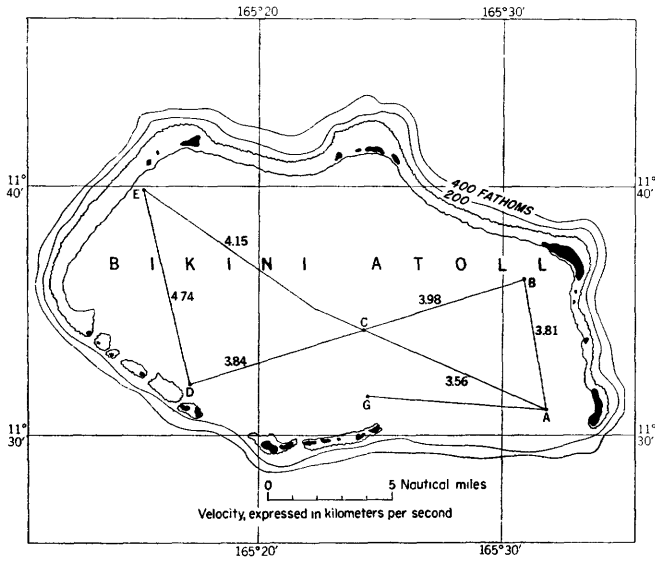 165°20 165°30'
11°
40'
11°
40'
400 FATHOMS
200
E
4.15
BIKINI ATOLL
B
4 74
3.98
3.81
C
3.84
3.56
D
G
A
11°
30'
11°
30'
0 5 Nautical miles
Velocity, expressed in kilometers per second
165°20' 165°30'